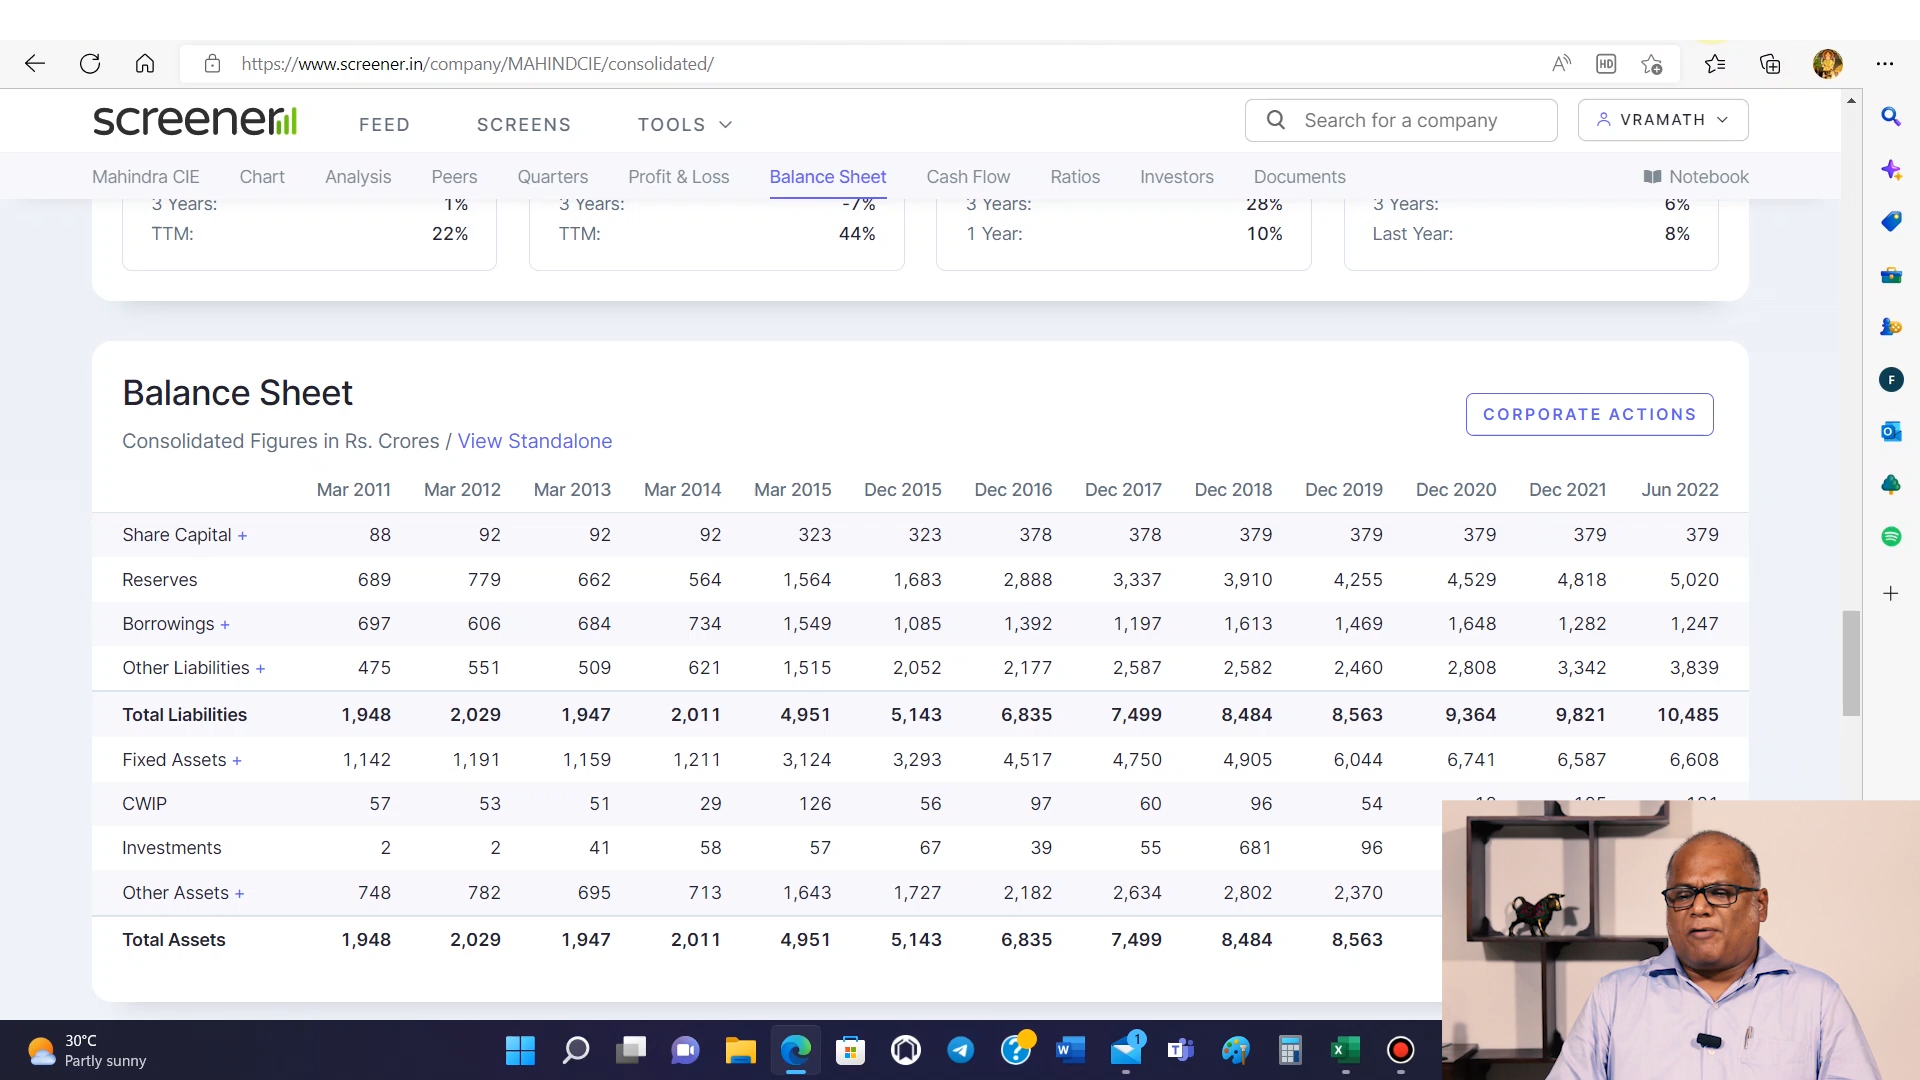 https://www.screener.in/company/MAHINDCIE/consolidated/
screener
FEED SCREENS TOOLS
Search for a company
VRAMATH
Mahindra CIE Chart Analysis Peers Quarters Profit & Loss Balance Sheet Cash Flow Ratios Investors Documents Notebook
3 Years: 1% 3 Years: -7% 3 Years: 28% 3 Years: 6%
TTM: 22% TTM: 44% 1 Year: 10% Last Year: 8%
Balance Sheet
CORPORATE ACTIONS
Consolidated Figures in Rs. Crores / View Standalone
Mar 2011 Mar 2012 Mar 2013 Mar 2014 Mar 2015 Dec 2015 Dec 2016 Dec 2017 Dec 2018 Dec 2019 Dec 2020 Dec 2021 Jun 2022
Share Capital + 88 92 92 92 323 323 378 378 379 379 379 379 379
Reserves 689 779 662 564 1,564 1,683 2,888 3,337 3,910 4,255 4,529 4,818 5,020
Borrowings + 697 606 684 734 1,549 1,085 1,392 1,197 1,613 1,469 1,648 1,282 1,247
Other Liabilities + 475 551 509 621 1,515 2,052 2,177 2,587 2,582 2,460 2,808 3,342 3,839
Total Liabilities 1,948 2,029 1,947 2,011 4,951 5,143 6,835 7,499 8,484 8,563 9,364 9,821 10,485
Fixed Assets + 1,142 1,191 1,159 1,211 3,124 3,293 4,517 4,750 4,905 6,044 6,741 6,587 6,608
CWIP 57 53 51 29 126 56 97 60 96 54
Investments 2 2 41 58 57 67 39 55 681 96
Other Assets + 748 782 695 713 1,643 1,727 2,182 2,634 2,802 2,370
Total Assets 1,948 2,029 1,947 2,011 4,951 5,143 6,835 7,499 8,484 8,563
30°C
Partly sunny